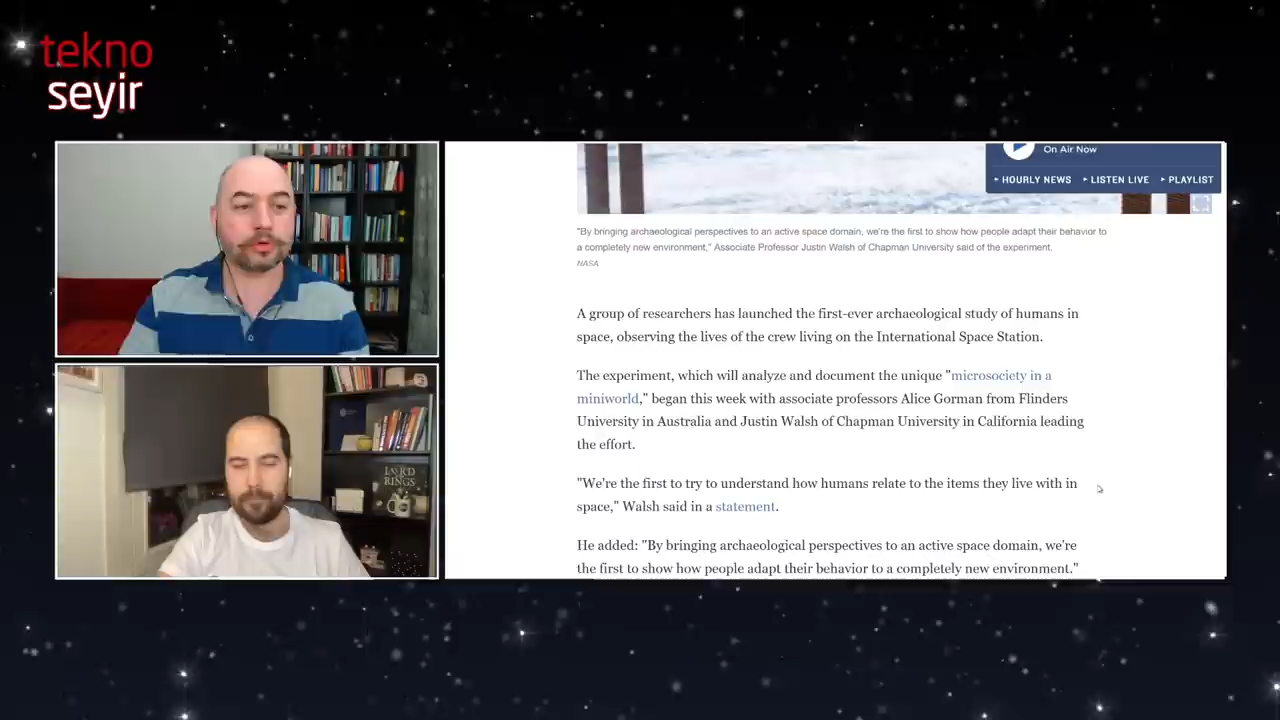 tekno
seyir
On Air Now
HOURLY NEWS
LISTEN LIVE
PLAYLIST
"By bringing archaeological perspectives to an active space domain, we're the first to show how people adapt their behavior to
a completely new environment," Associate Professor Justin Walsh of Chapman University said of the experiment.
NASA
A group of researchers has launched the first-ever archaeological study of humans in
space, observing the lives of the crew living on the International Space Station.
The experiment, which will analyze and document the unique "microsociety in a
miniworld," began this week with associate professors Alice Gorman from Flinders
University in Australia and Justin Walsh of Chapman University in California leading
the effort.
"We're the first to try to understand how humans relate to the items they live with in
space," Walsh said in a statement.
He added: "By bringing archaeological perspectives to an active space domain, we're
the first to show how people adapt their behavior to a completely new environment."
LORD
RINGS